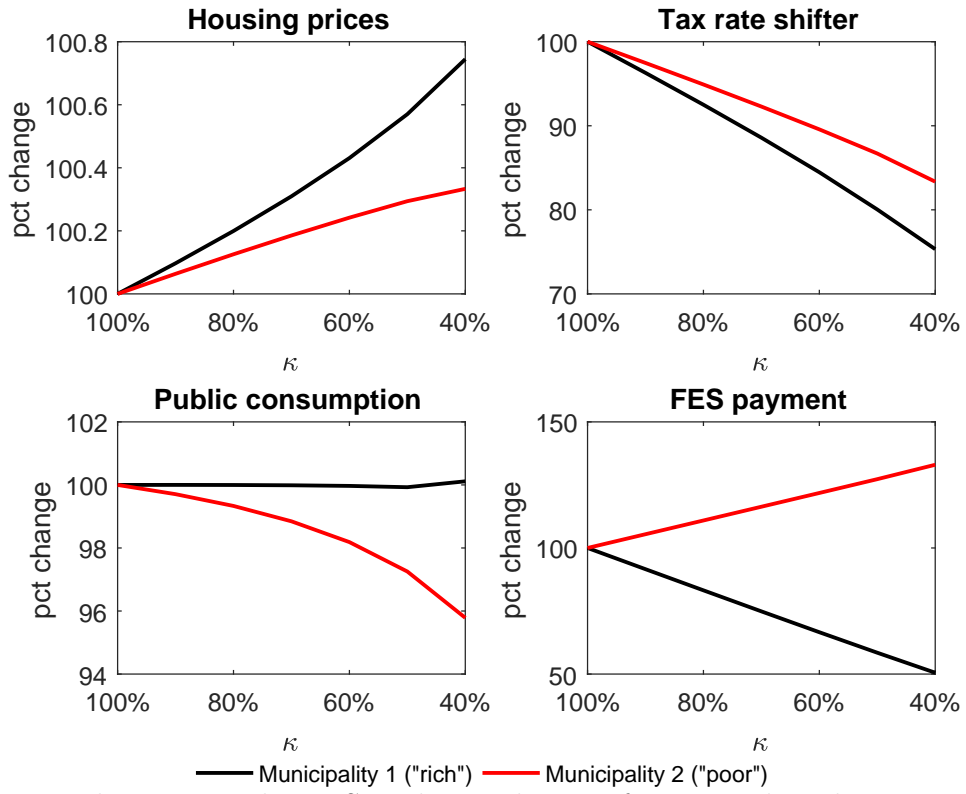 Housing prices
pct change
100.8
100.6
100.4
100.2
100
100% 80% 60% 40%
κ
Tax rate shifter
pct change
100
90
80
70
100% 80% 60% 40%
κ
Public consumption
pct change
102
100
98
96
94
100% 80% 60% 40%
κ
FES payment
pct change
150
100
50
100% 80% 60% 40%
κ
Municipality 1 ("rich") Municipality 2 ("poor")